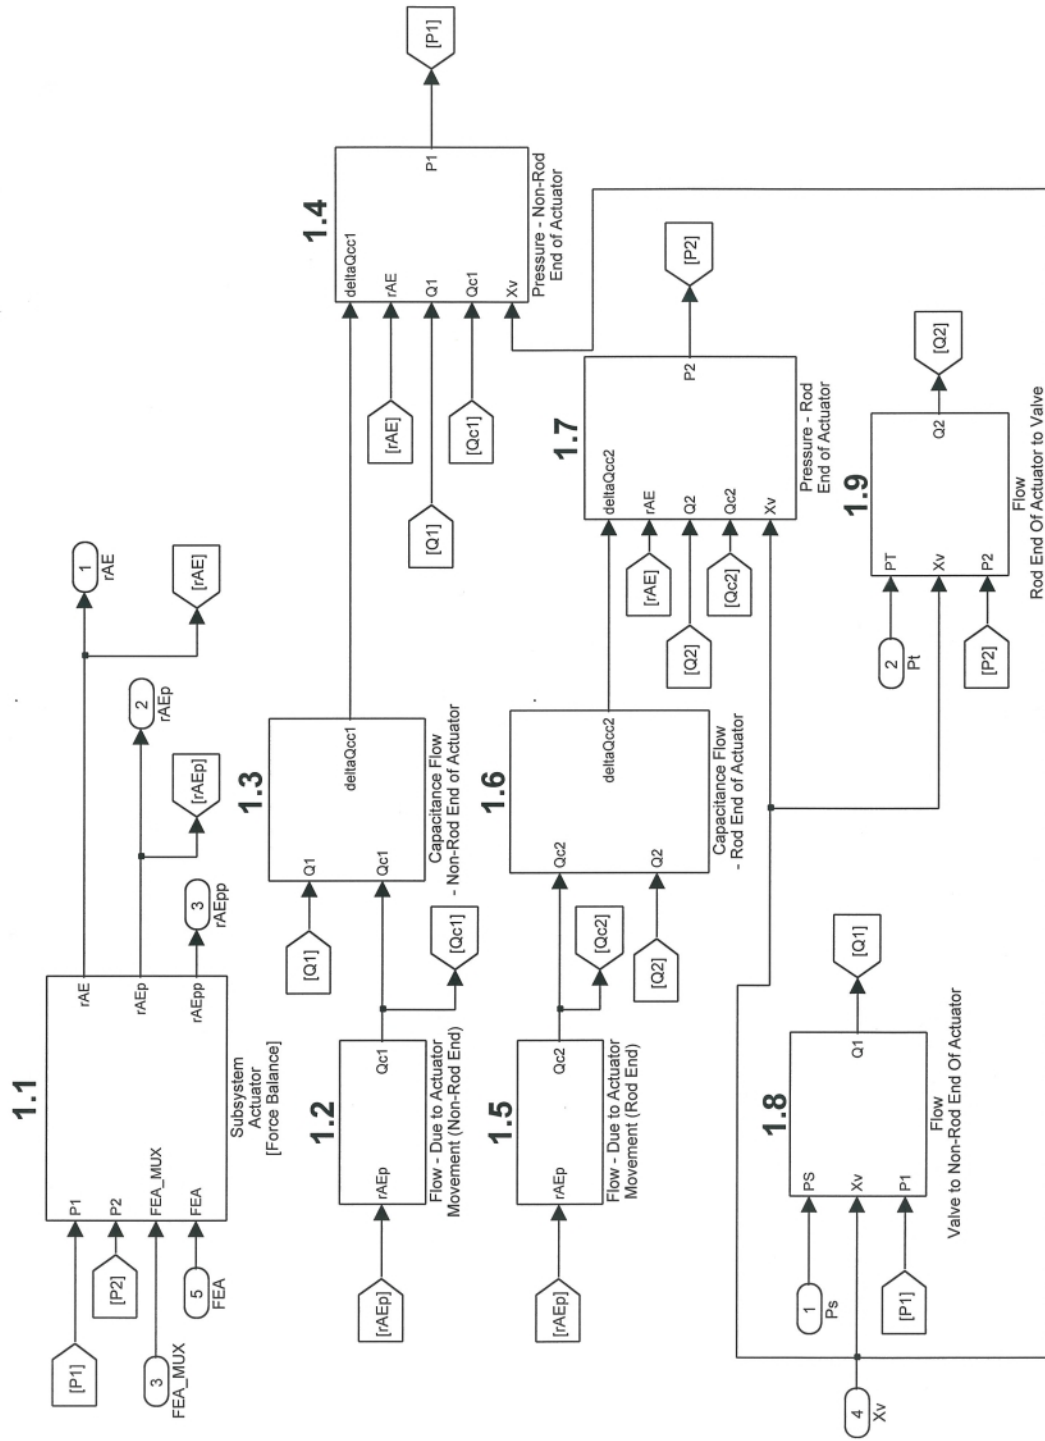 1.1
P1
P2
FEA_MUX
FEA
rAE
rAEp
rAEpp
Subsystem
Actuator
[Force Balance]
[P1]
[P2]
3
FEA_MUX
5
FEA
1
rAE
[rAE]
2
rAEp
[rAEp]
3
rAEpp
1.2
[rAEp]
rAEp
Qc1
Flow - Due to Actuator
Movement (Non-Rod End)
[Qc1]
1.3
[Q1]
Q1
Qc1
deltaQcc1
Capacitance Flow
- Non-Rod End of Actuator
1.4
deltaQcc1
rAE
Q1
Qc1
Xv
P1
[rAE]
[Q1]
[Qc1]
[P1]
Pressure - Non-Rod
End of Actuator
1.5
[rAEp]
rAEp
Qc2
Flow - Due to Actuator
Movement (Rod End)
[Qc2]
1.6
Qc2
Q2
[Q2]
deltaQcc2
Capacitance Flow
- Rod End of Actuator
1.7
deltaQcc2
rAE
Q2
Qc2
Xv
P2
[rAE]
[Q2]
[Qc2]
[P2]
Pressure - Rod
End of Actuator
1.8
PS
Xv
P1
Q1
1
Ps
4
Xv
[P1]
[Q1]
Flow
Valve to Non-Rod End Of Actuator
1.9
PT
Xv
P2
Q2
2
Pt
[P2]
[Q2]
Flow
Rod End Of Actuator to Valve